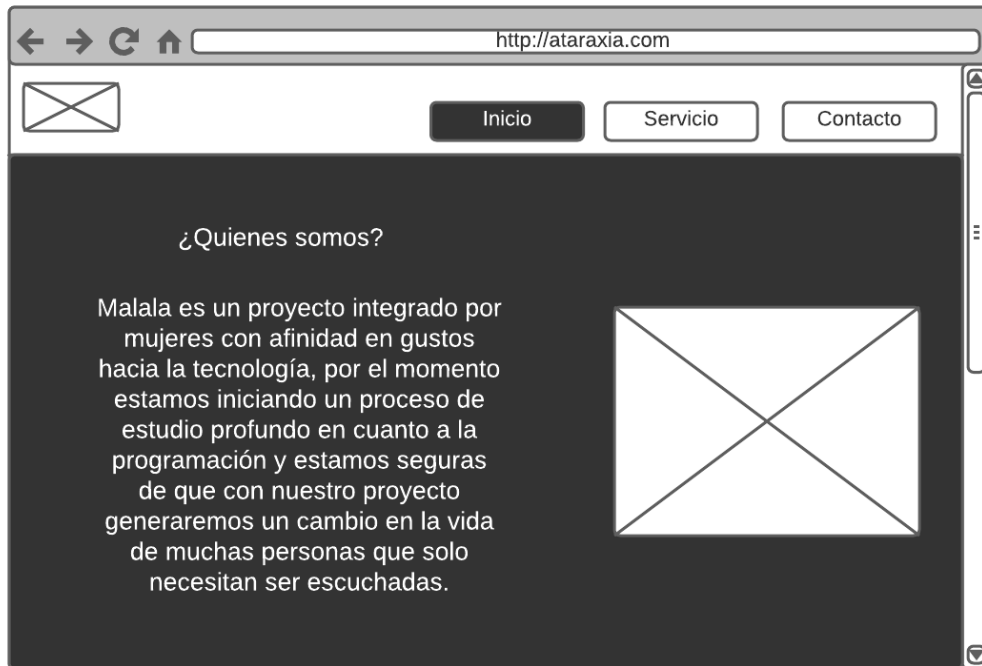 http://ataraxia.com
Inicio
Servicio
Contacto
¿Quienes somos?
Malala es un proyecto integrado por
mujeres con afinidad en gustos
hacia la tecnología, por el momento
estamos iniciando un proceso de
estudio profundo en cuanto a la
programación y estamos seguras
de que con nuestro proyecto
generaremos un cambio en la vida
de muchas personas que solo
necesitan ser escuchadas.